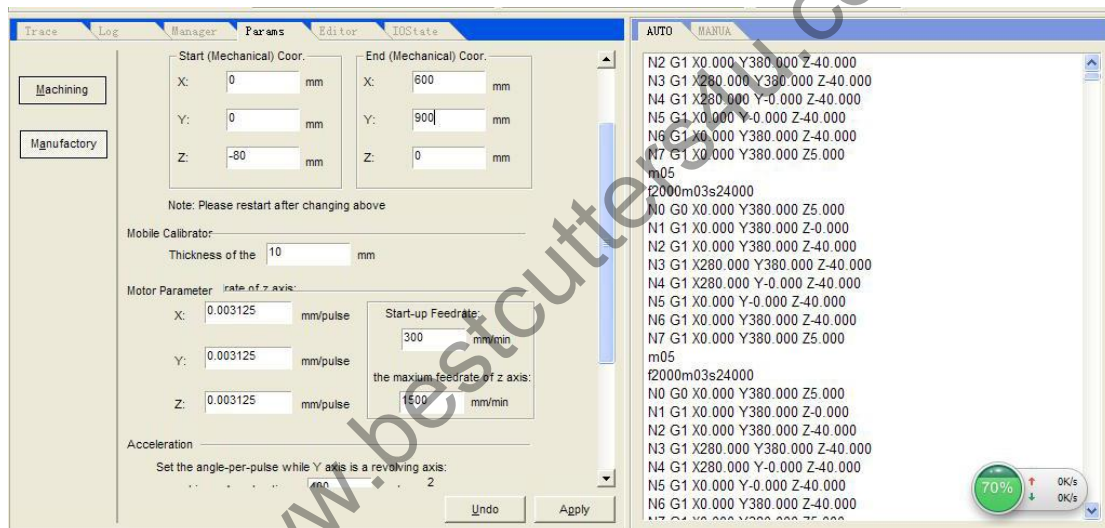 Trace Log Manager Params Editor IOState
Machining
Manufactory
Start (Mechanical) Coor. End (Mechanical) Coor.
X: 0 mm X: 600 mm
Y: 0 mm Y: 900 mm
Z: -80 mm Z: 0 mm
Note: Please restart after changing above
Mobile Calibrator
Thickness of the 10 mm
Motor Parameter rate of z axis:
X: 0.003125 mm/pulse Start-up Feedrate:
300 mm/min
Y: 0.003125 mm/pulse
the maxium feedrate of z axis:
Z: 0.003125 mm/pulse 1500 mm/min
Acceleration
Set the angle-per-pulse while Y axis is a revolving axis:
460 2
Undo Apply
AUTO MANUA
N2 G1 X0.000 Y380.000 Z-40.000
N3 G1 X280.000 Y380.000 Z-40.000
N4 G1 X280.000 Y-0.000 Z-40.000
N5 G1 X0.000 Y-0.000 Z-40.000
N6 G1 X0.000 Y380.000 Z-40.000
N7 G1 X0.000 Y380.000 Z5.000
m05
f2000m03s24000
N0 G0 X0.000 Y380.000 Z5.000
N1 G1 X0.000 Y380.000 Z-0.000
N2 G1 X0.000 Y380.000 Z-40.000
N3 G1 X280.000 Y380.000 Z-40.000
N4 G1 X280.000 Y-0.000 Z-40.000
N5 G1 X0.000 Y-0.000 Z-40.000
N6 G1 X0.000 Y380.000 Z-40.000
N7 G1 X0.000 Y380.000 Z5.000
m05
f2000m03s24000
N0 G0 X0.000 Y380.000 Z5.000
N1 G1 X0.000 Y380.000 Z-0.000
N2 G1 X0.000 Y380.000 Z-40.000
N3 G1 X280.000 Y380.000 Z-40.000
N4 G1 X280.000 Y-0.000 Z-40.000
N5 G1 X0.000 Y-0.000 Z-40.000
N6 G1 X0.000 Y380.000 Z-40.000
70% 0K/s
0K/s
www.bestcutters4u.co